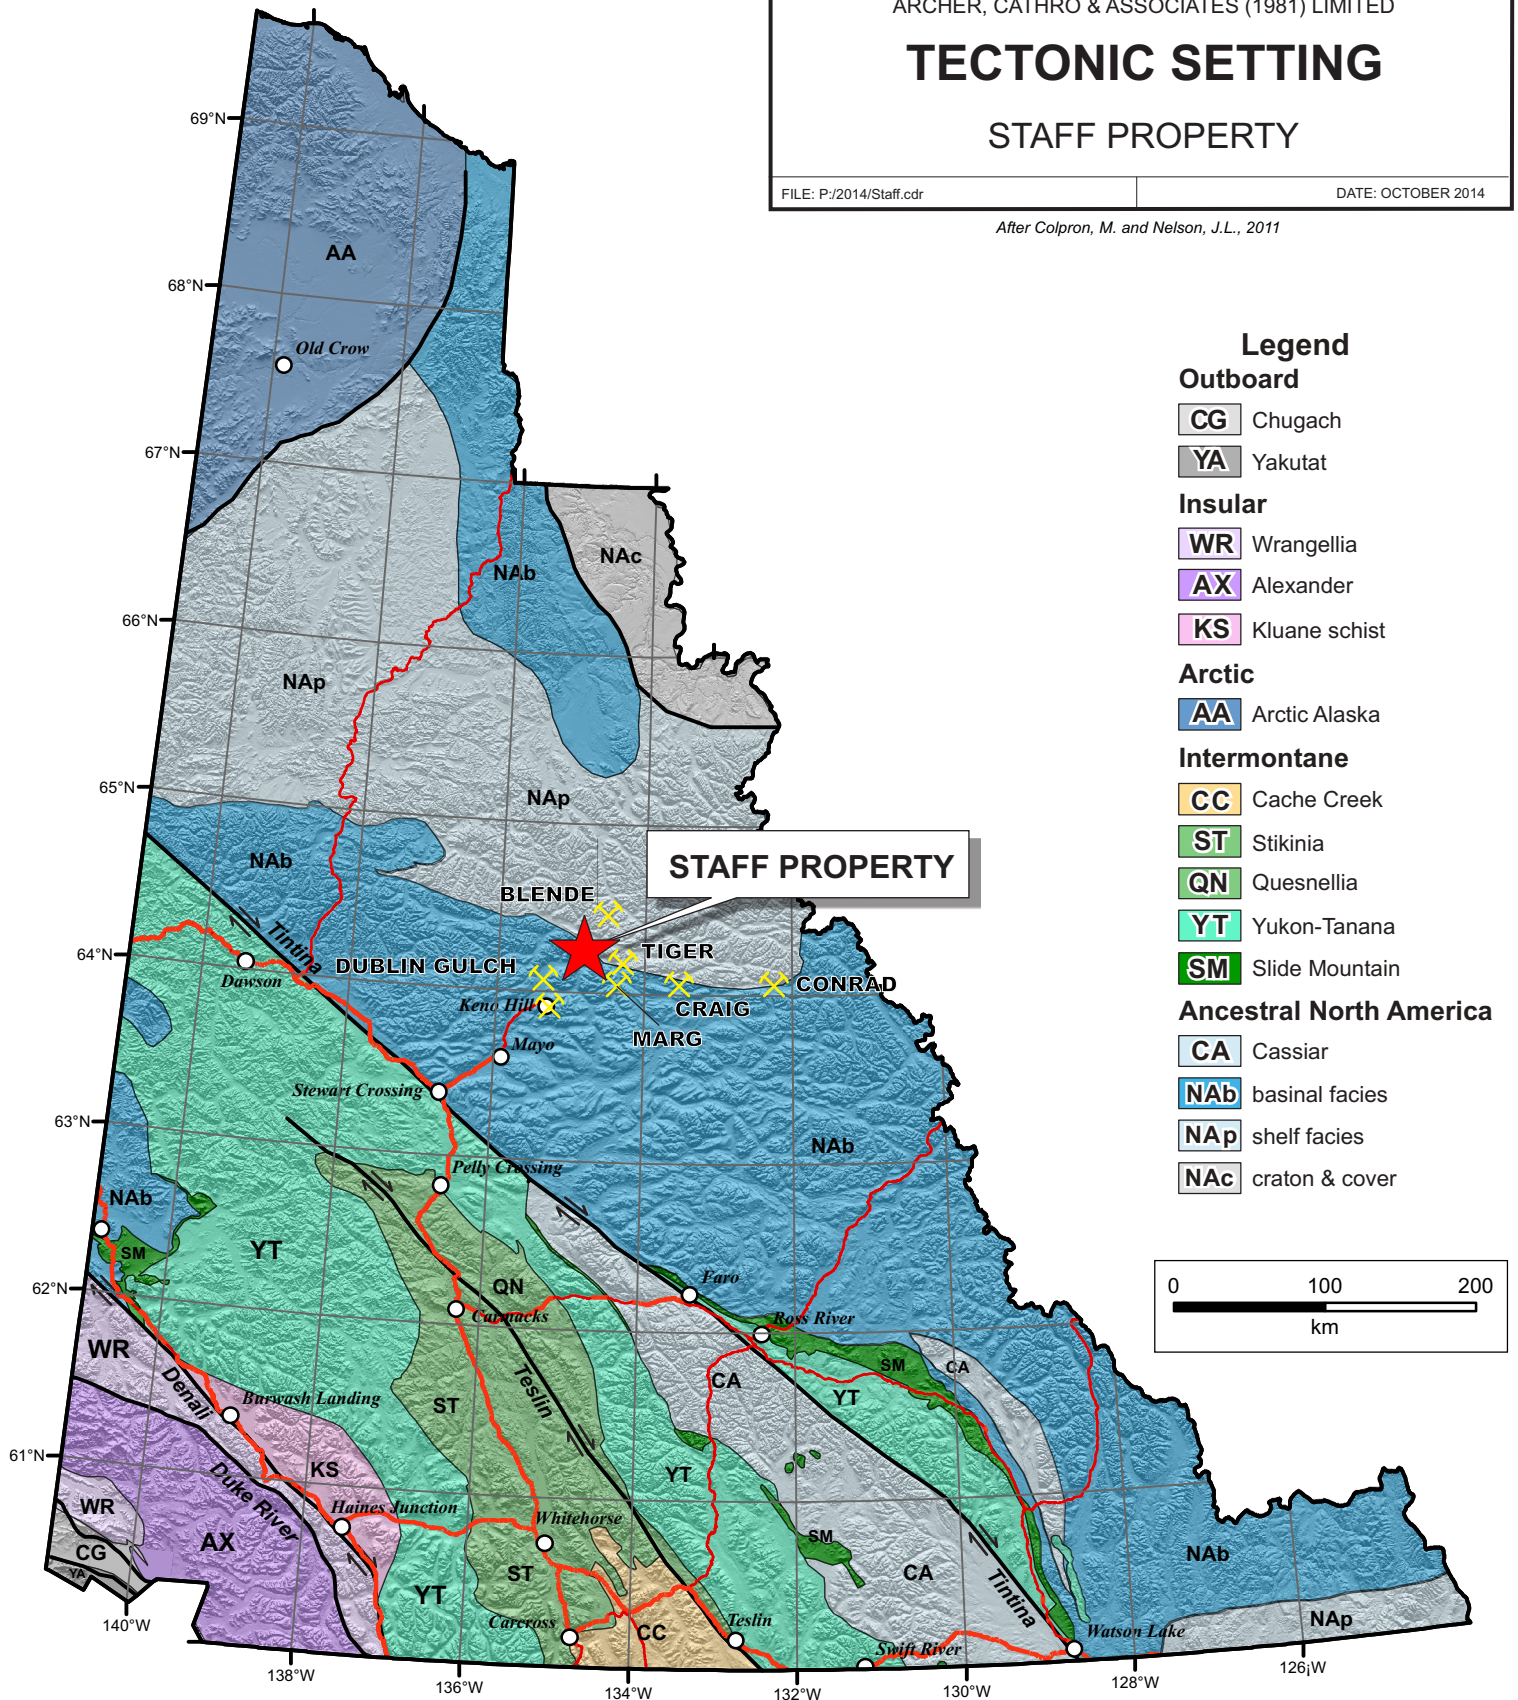 ARCHER, CATHRO & ASSOCIATES (1981) LIMITED
TECTONIC SETTING
STAFF PROPERTY
FILE: P:/2014/Staff.cdr
DATE: OCTOBER 2014
After Colpron, M. and Nelson, J.L., 2011
69°N
AA
68°N
Old Crow
67°N
NAc
NAb
66°N
NAp
65°N
NAp
NAb
STAFF PROPERTY
BLENDE
Tintina
64°N
TIGER
DUBLIN GULCH
Dawson
CONRAD
Keno Hill
CRAIG
MARG
Mayo
Stewart Crossing
63°N
NAb
Pelly Crossing
NAb
YT
SM
Faro
62°N
QN
Carmacks
Ross River
WR
SM
CA
CA
Denali
Burwash Landing
Teslin
YT
ST
61°N
KS
YT
Duke River
WR
Haines Junction
Whitehorse
SM
AX
CG
NAb
YA
ST
CA
YT
Tintina
Carcross
Teslin
NAp
CC
Watson Lake
Swift River
140°W
138°W
136°W
134°W
132°W
130°W
128°W
126°W
Legend
Outboard
CG Chugach
YA Yakutat
Insular
WR Wrangellia
AX Alexander
KS Kluane schist
Arctic
AA Arctic Alaska
Intermontane
CC Cache Creek
ST Stikinia
QN Quesnellia
YT Yukon-Tanana
SM Slide Mountain
Ancestral North America
CA Cassiar
NAb basinal facies
NAp shelf facies
NAc craton & cover
0 100 200
km